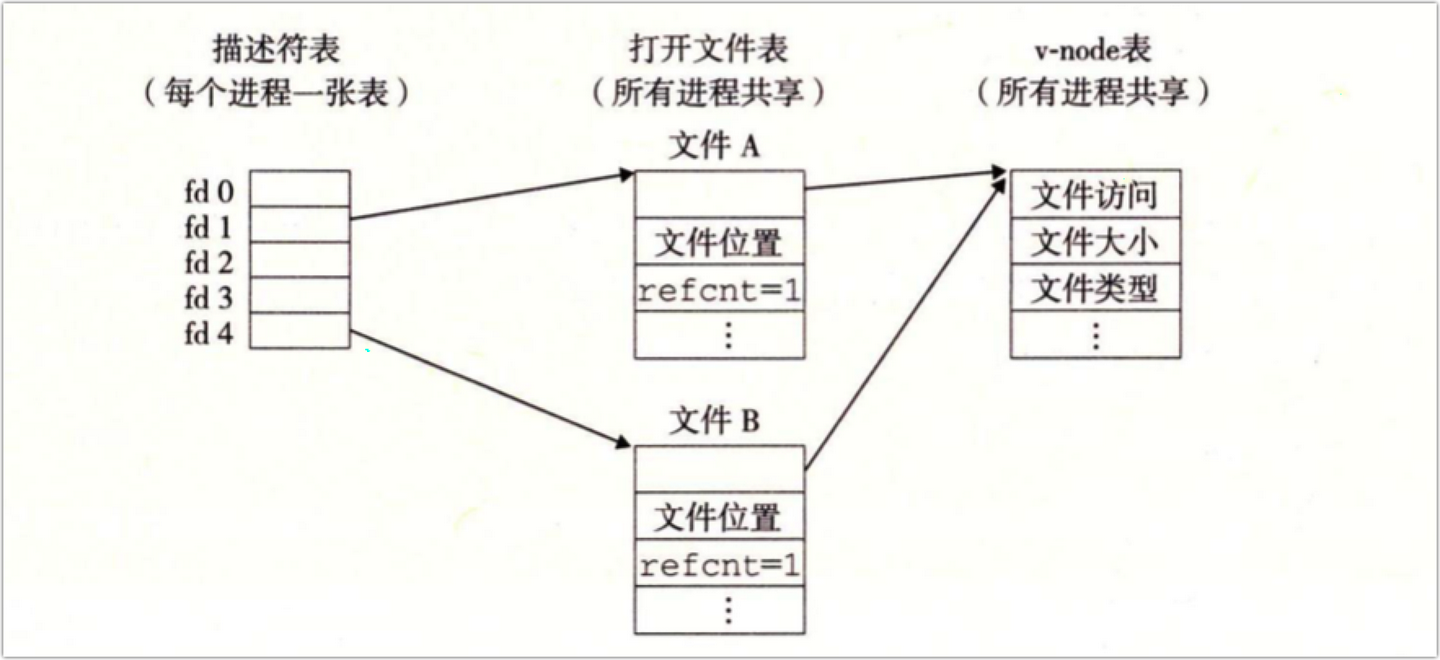 描述符表
（每个进程一张表）
打开文件表
（所有进程共享）
v-node表
（所有进程共享）
fd 0
fd 1
fd 2
fd 3
fd 4
文件 A
文件位置
refcnt=1
⋮
文件 B
文件位置
refcnt=1
⋮
文件访问
文件大小
文件类型
⋮